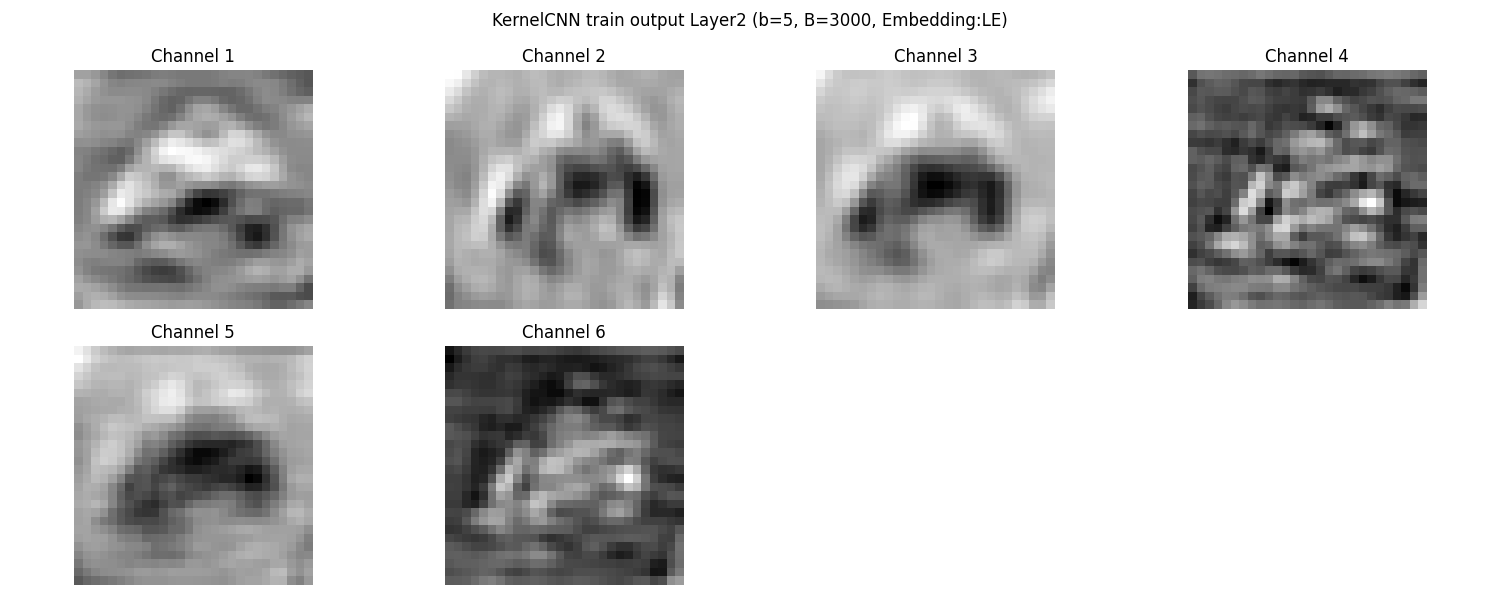 KernelCNN train output Layer2 (b=5, B=3000, Embedding:LE)
Channel 1
Channel 2
Channel 3
Channel 4
Channel 5
Channel 6